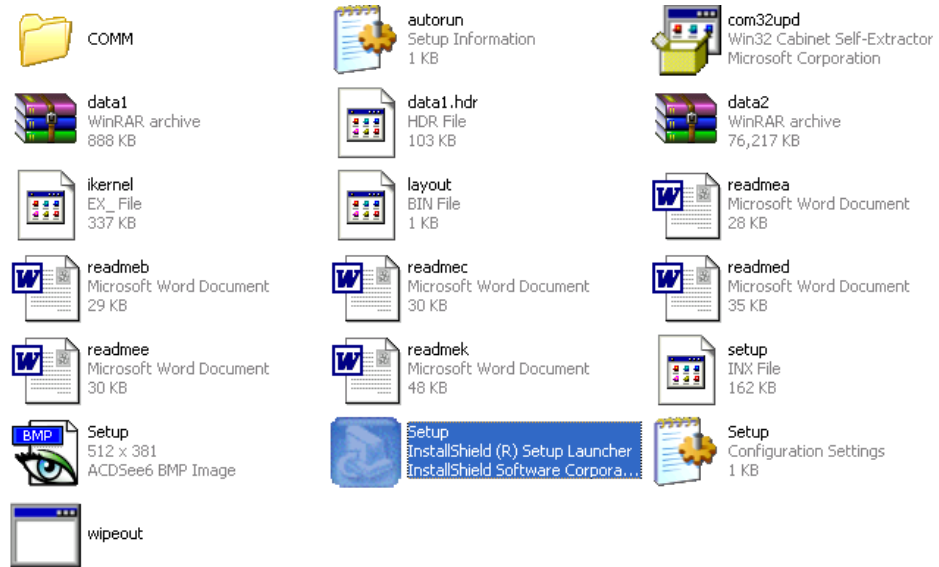 COMM
autorun
Setup Information
1 KB
com32upd
Win32 Cabinet Self-Extractor
Microsoft Corporation
data1
WinRAR archive
888 KB
data1.hdr
HDR File
103 KB
data2
WinRAR archive
76,217 KB
ikernel
EX_ File
337 KB
layout
BIN File
1 KB
readmea
Microsoft Word Document
28 KB
readmeb
Microsoft Word Document
29 KB
readmec
Microsoft Word Document
30 KB
readmed
Microsoft Word Document
35 KB
readmee
Microsoft Word Document
30 KB
readmek
Microsoft Word Document
48 KB
setup
INX File
162 KB
BMP
Setup
512 x 381
ACDSee6 BMP Image
Setup
InstallShield (R) Setup Launcher
InstallShield Software Corpora...
Setup
Configuration Settings
1 KB
wipeout